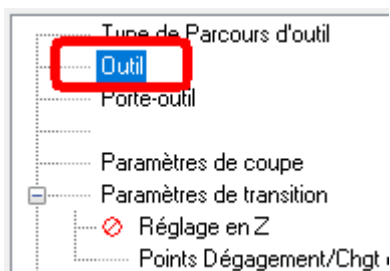 Type de Parcours d'outil
Outil
Porte-outil
Paramètres de coupe
Paramètres de transition
Réglage en Z
Points Dégagement/Chgt